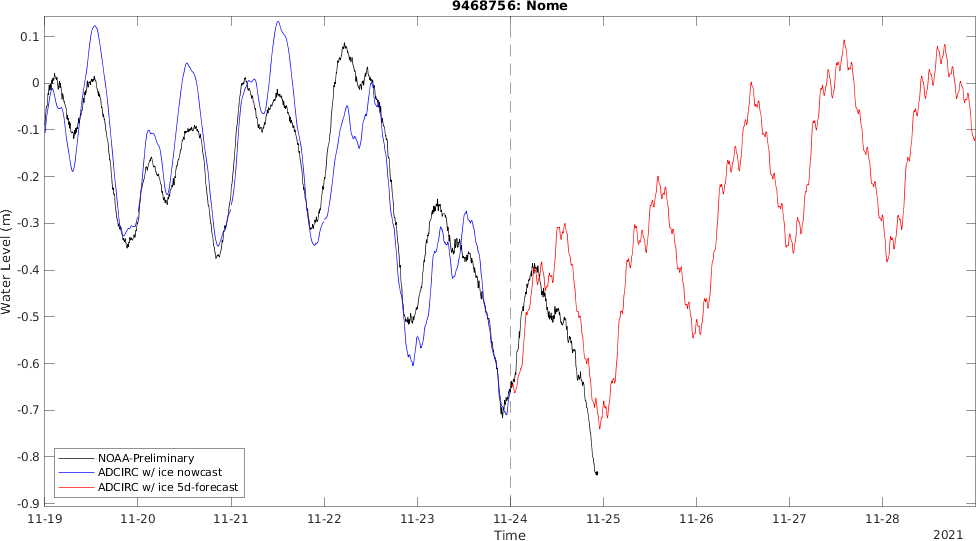 9468756: Nome
0.1
0
-0.1
-0.2
-0.3
-0.4
-0.5
-0.6
-0.7
-0.8
-0.9
Water Level (m)
NOAA-Preliminary
ADCIRC w/ ice nowcast
ADCIRC w/ ice 5d-forecast
11-19 11-20 11-21 11-22 11-23 11-24 11-25 11-26 11-27 11-28
Time
2021